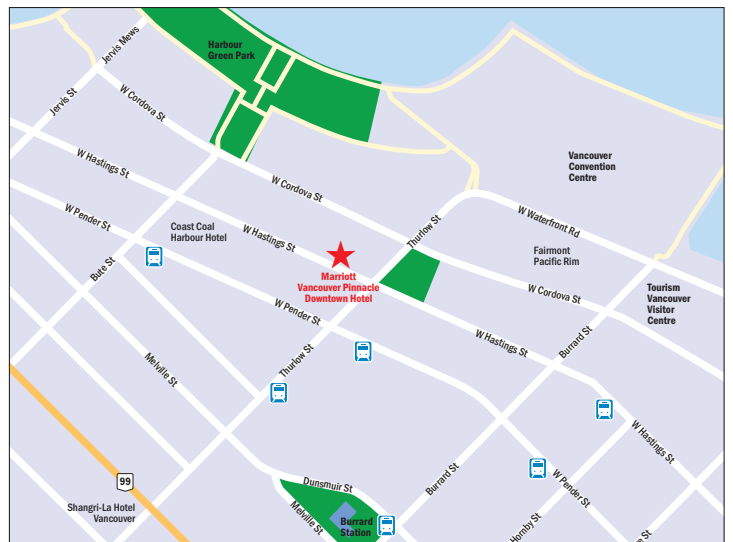 Jervis Mews
Harbour
Green Park
Jervis St
W Cordova St
W Hastings St
Vancouver
Convention
Centre
W Cordova St
W Pender St
Coast Coal
Harbour Hotel
W Hastings St
Thurlow St
W Waterfront Rd
Fairmont
Pacific Rim
Bute St
Marriott
Vancouver Pinnacle
Downtown Hotel
W Cordova St
Tourism
Vancouver
Visitor
Centre
W Pender St
W Hastings St
Burrard St
Thurlow St
Melville St
W Hastings St
99
Dunsmuir St
Burrard St
W Pender St
Shangri-La Hotel
Vancouver
Melville St
Burrard
Station
Hornby St
e St